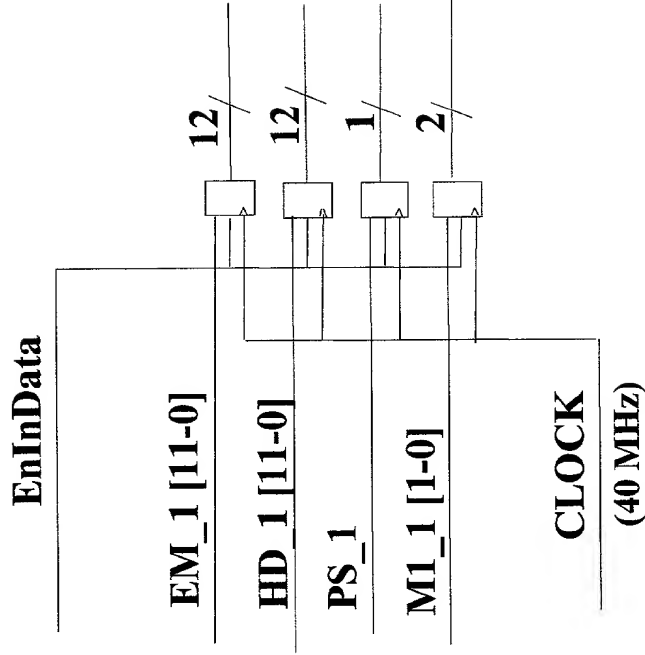 EnInData
EM_1 [11-0]
HD_1 [11-0]
PS_1
M1_1 [1-0]
CLOCK
(40 MHz)
12
12
1
2